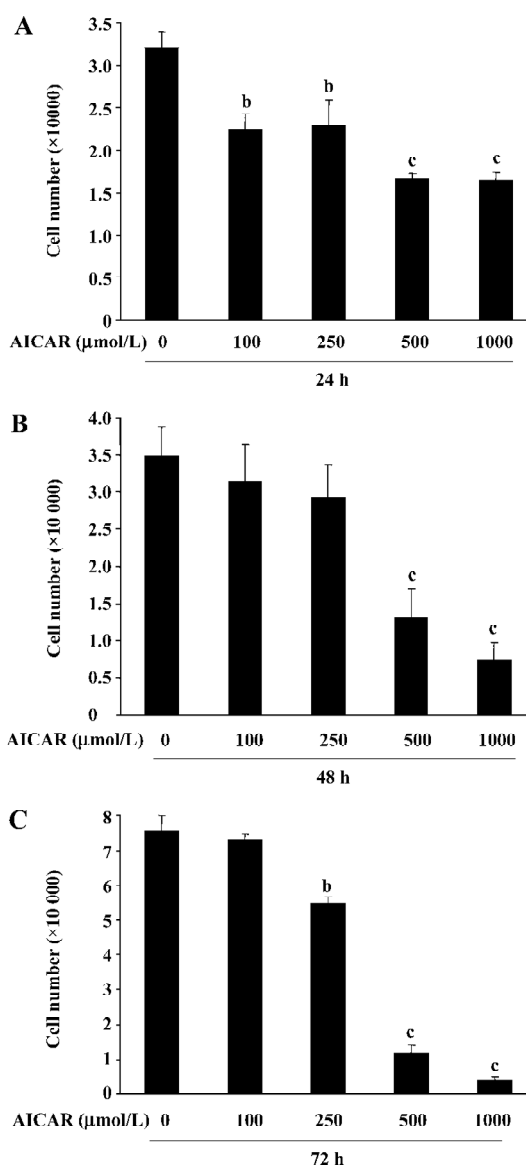 A
Cell number (×10000)
3.5
3.0
2.5
2.0
1.5
1.0
0.5
0
b
b
c
c
AICAR (μmol/L) 0 100 250 500 1000
24 h
B
Cell number (×10 000)
4.0
3.5
3.0
2.5
2.0
1.5
1.0
0.5
0
c
c
AICAR (μmol/L) 0 100 250 500 1000
48 h
C
Cell number (×10 000)
8
7
6
5
4
3
2
1
0
b
c
c
AICAR (μmol/L) 0 100 250 500 1000
72 h